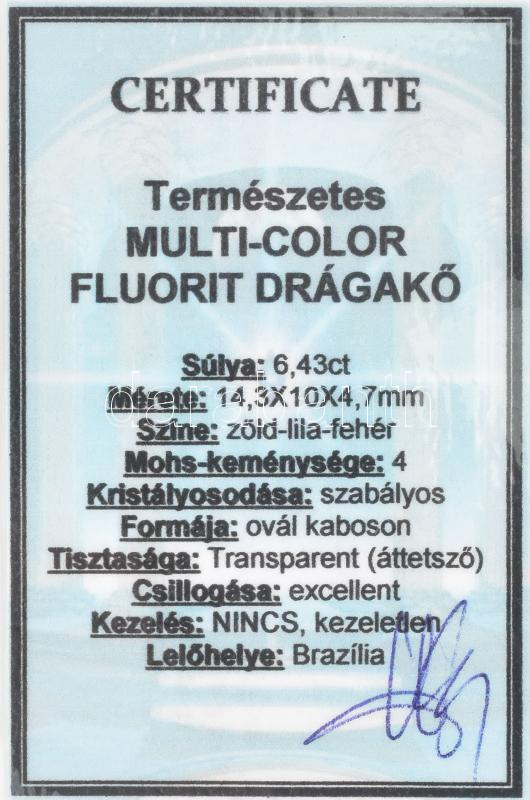 CERTIFICATE
Természetes
MULTI-COLOR
FLUORIT DRÁGAKŐ
Súlya: 6,43ct
Mérete: 14,3X10X4,7mm
Színe: zöld-lila-fehér
Mohs-keménysége: 4
Kristályosodása: szabályos
Formája: ovál kaboson
Tisztasága: Transparent (áttetsző)
Csillogása: excellent
Kezelés: NINCS, kezeletlen
Lelőhelye: Brazília